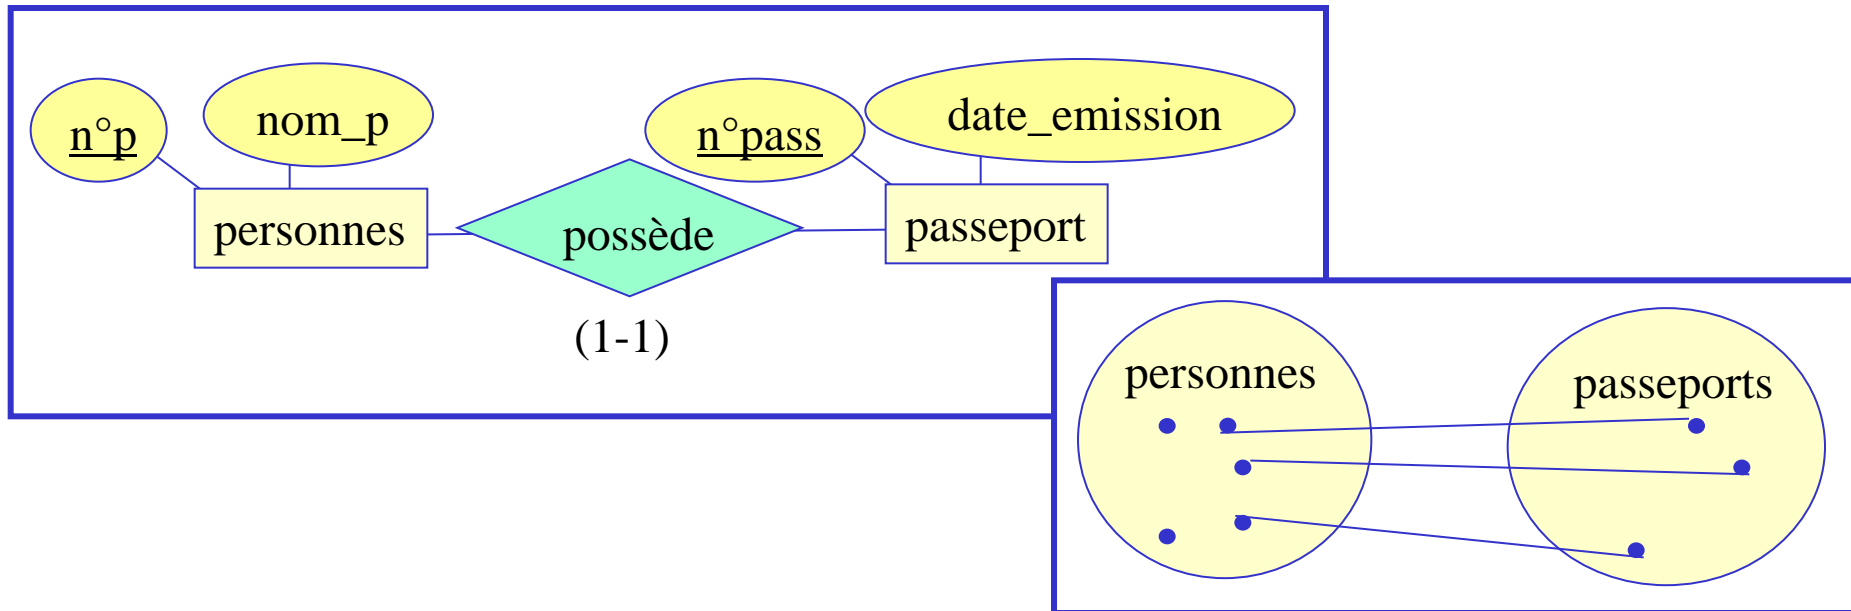 n°p
nom_p
n°pass
date_emission
personnes
possède
passeport
(1-1)
personnes
passeports